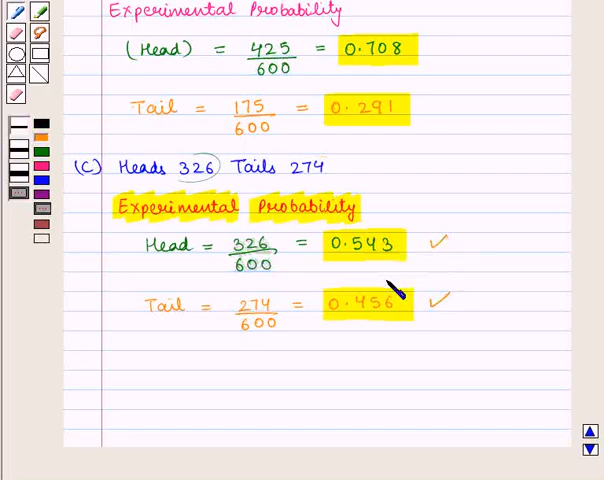 Experimental Probability
(Head) = 425/600 = 0.708
Tail = 175/600 = 0.291
(C) Heads 326 Tails 274
Experimental Probability
Head = 326/600 = 0.543 ✓
Tail = 274/600 = 0.456 ✓